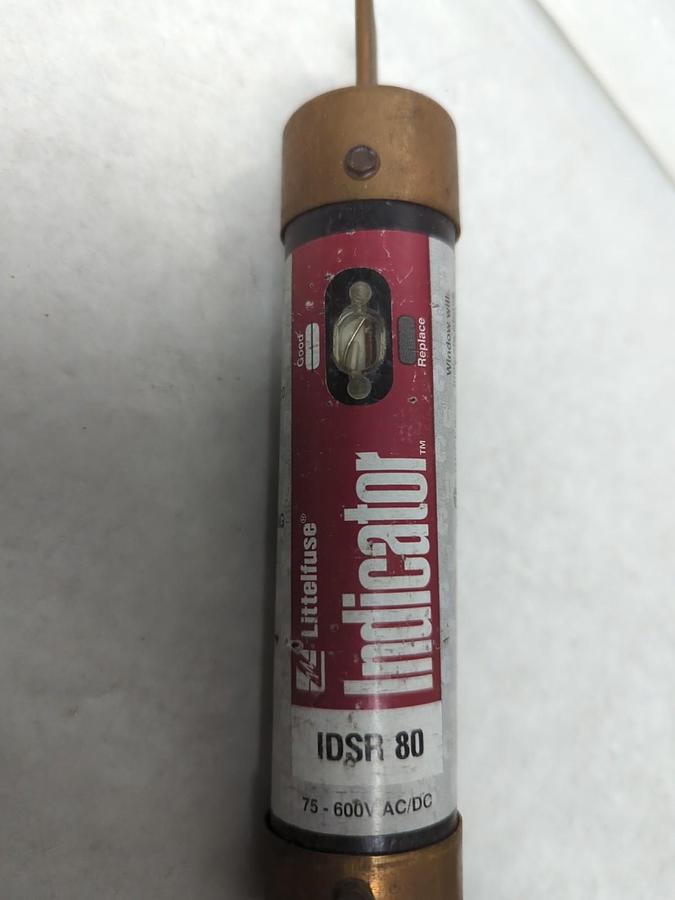 Good
Replace
Window will
Littelfuse®
Indicator™
IDSR 80
75 - 600V AC/DC